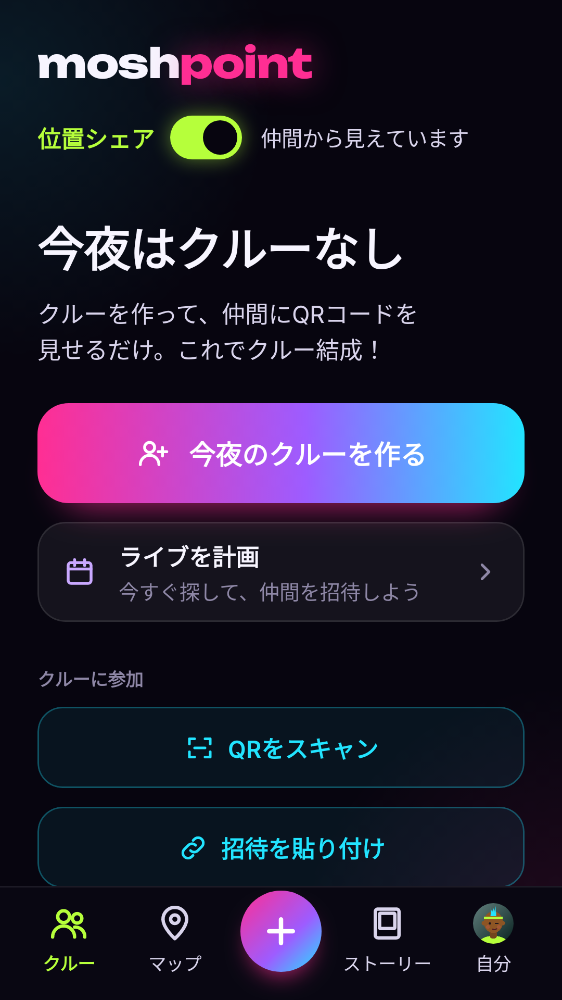 moshpoint
位置シェア
仲間から見えています
今夜はクルーなし
クルーを作って、仲間にQRコードを
見せるだけ。これでクルー結成！
今夜のクルーを作る
ライブを計画
今すぐ探して、仲間を招待しよう
クルーに参加
QRをスキャン
招待を貼り付け
クルー
マップ
ストーリー
自分